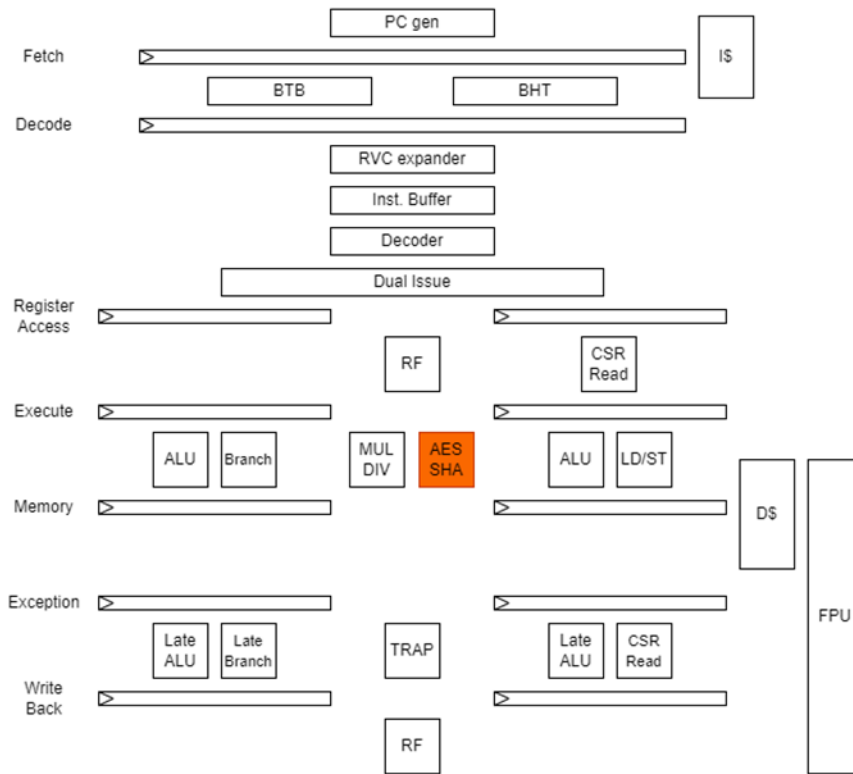 PC gen
Fetch
I$
BTB
BHT
Decode
RVC expander
Inst. Buffer
Decoder
Dual Issue
Register
Access
RF
CSR
Read
Execute
ALU
Branch
MUL
DIV
AES
SHA
ALU
LD/ST
Memory
D$
Exception
FPU
Late
ALU
Late
Branch
TRAP
Late
ALU
CSR
Read
Write
Back
RF